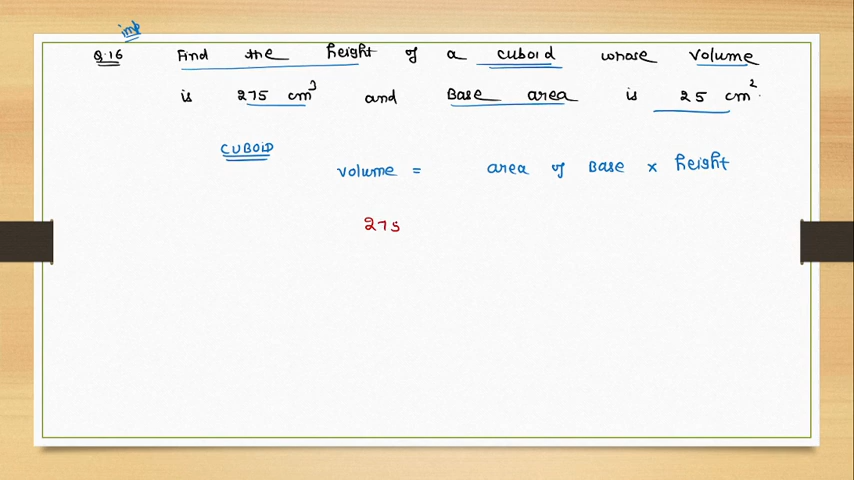 imp
Q.16 Find the height of a cuboid whose volume
is 275 cm³ and Base area is 25 cm².
CUBOID
volume = area of Base × height
275